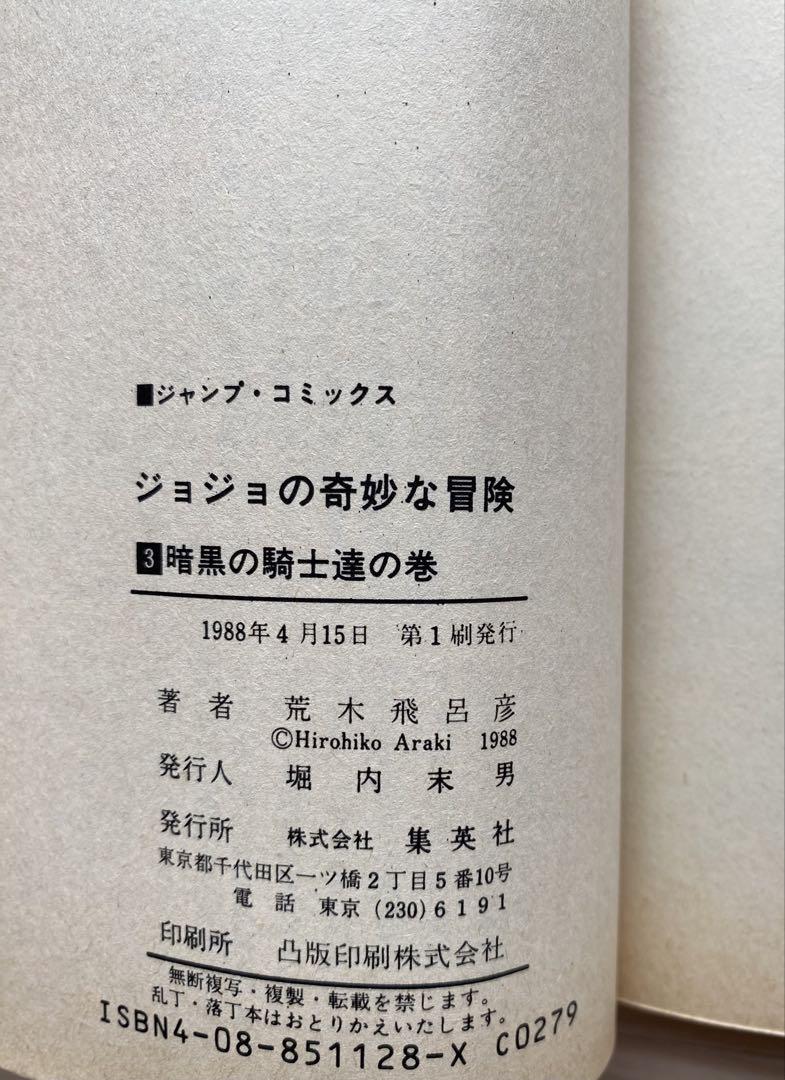 ■ジャンプ・コミックス
ジョジョの奇妙な冒険
3暗黒の騎士達の巻
1988年4月15日 第1刷発行
著者 荒木飛呂彦
©Hirohiko Araki 1988
発行人 堀内末男
発行所 株式会社 集英社
東京都千代田区一ツ橋2丁目5番10号
電話 東京 (230) 6191
印刷所 凸版印刷株式会社
無断複写・複製・転載を禁じます。
乱丁・落丁本はおとりかえいたします。
ISBN4-08-851128-X C0279